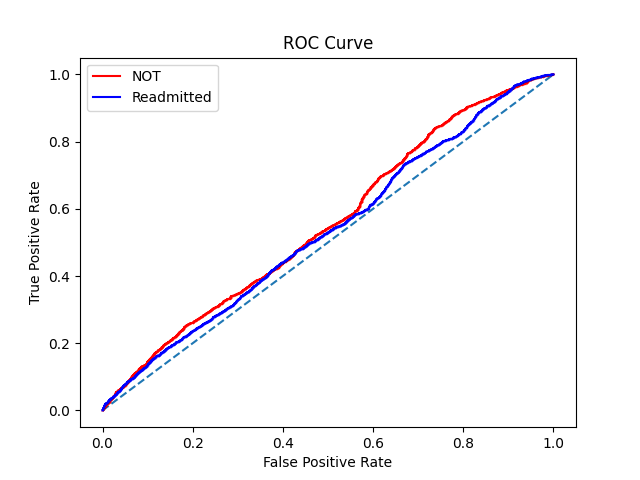 ROC Curve
NOT
Readmitted
True Positive Rate
1.0
0.8
0.6
0.4
0.2
0.0
0.0 0.2 0.4 0.6 0.8 1.0
False Positive Rate